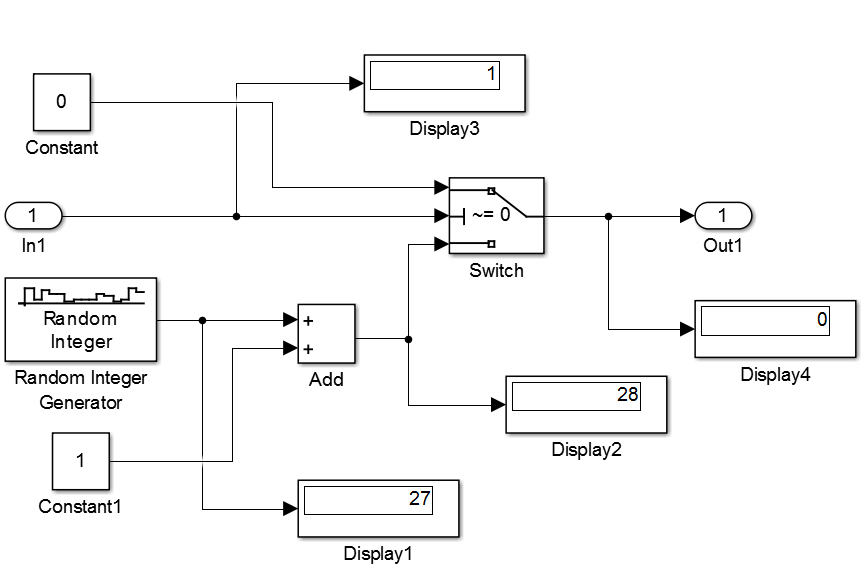 1
Display3
0
Constant
1
In1
~= 0
Switch
1
Out1
Random
Integer
Random Integer
Generator
+
+
Add
0
Display4
28
Display2
1
Constant1
27
Display1